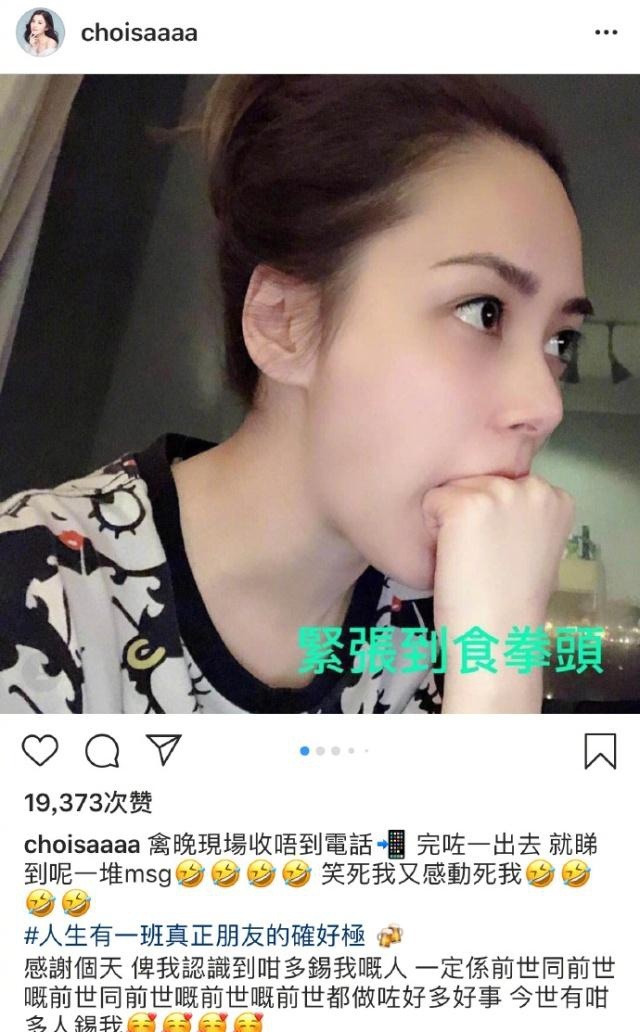 choisaaaa
緊張到食拳頭
19,373次赞
choisaaaa 禽晚現場收唔到電話📲 完咗一出去 就睇
到呢一堆msg🤣🤣🤣🤣 笑死我又感動死我🤣🤣
🤣🤣
#人生有一班真正朋友的確好極 🍻
感謝個天 俾我認識到咁多錫我嘅人 一定係前世同前世
嘅前世同前世嘅前世嘅前世都做咗好多好事 今世有咁
多人錫我🥰🥰🥰🥰